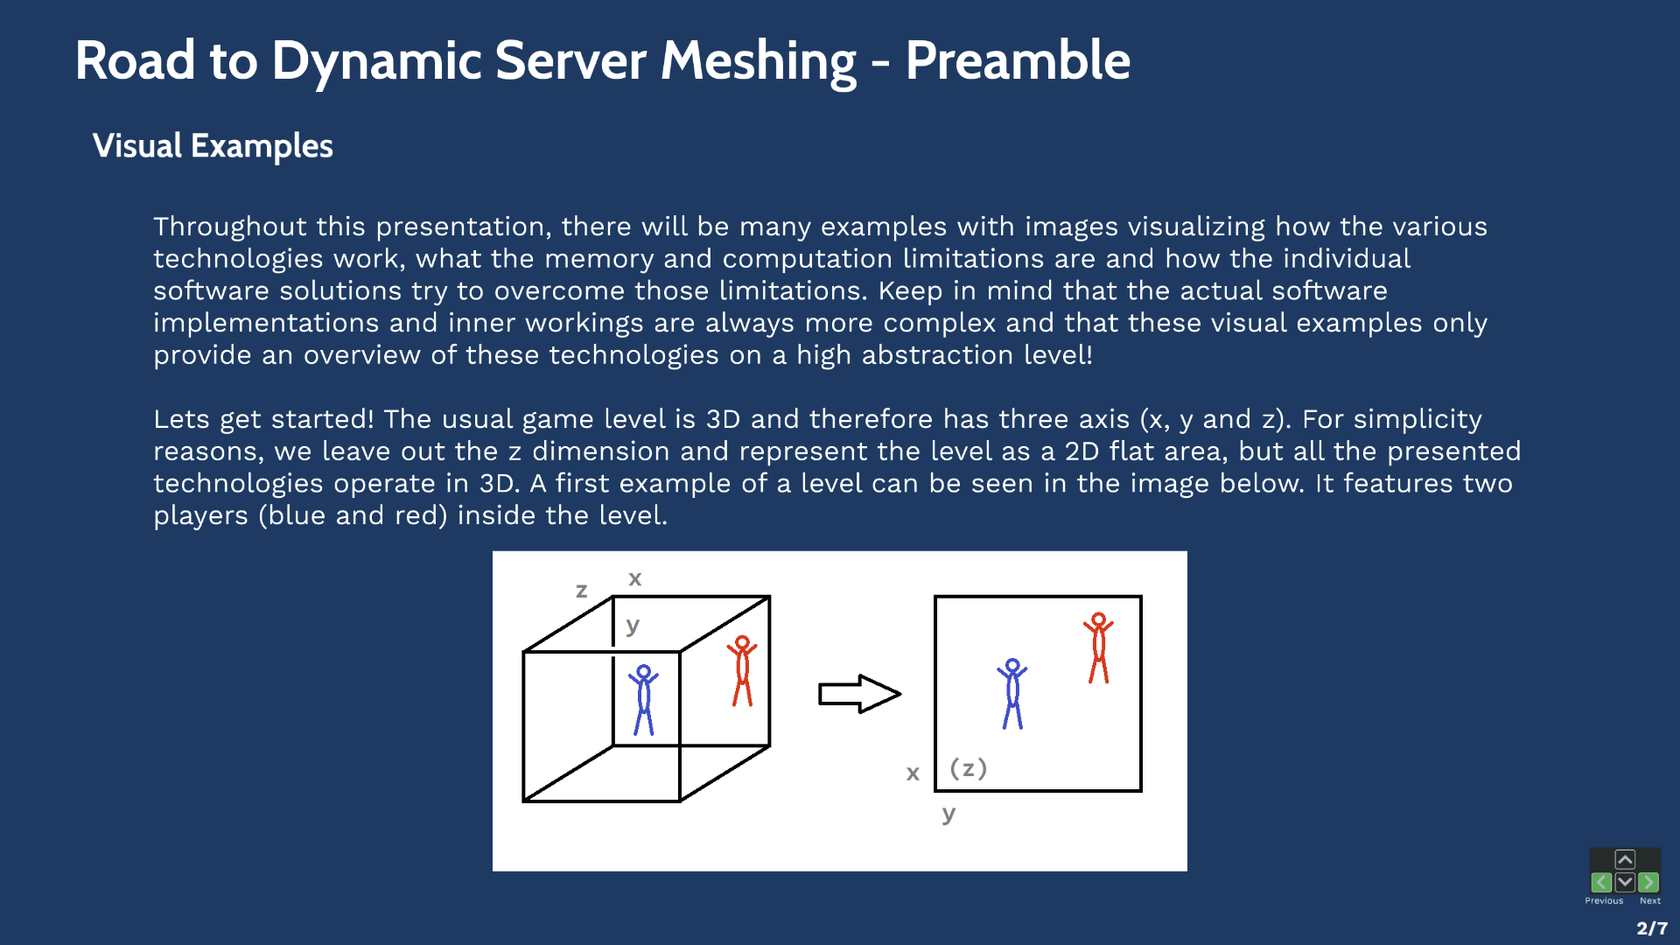 Road to Dynamic Server Meshing - Preamble
Visual Examples
Throughout this presentation, there will be many examples with images visualizing how the various
technologies work, what the memory and computation limitations are and how the individual
software solutions try to overcome those limitations. Keep in mind that the actual software
implementations and inner workings are always more complex and that these visual examples only
provide an overview of these technologies on a high abstraction level!
Lets get started! The usual game level is 3D and therefore has three axis (x, y and z). For simplicity
reasons, we leave out the z dimension and represent the level as a 2D flat area, but all the presented
technologies operate in 3D. A first example of a level can be seen in the image below. It features two
players (blue and red) inside the level.
x
z
y
x
(z)
y
Previous Next
2/7